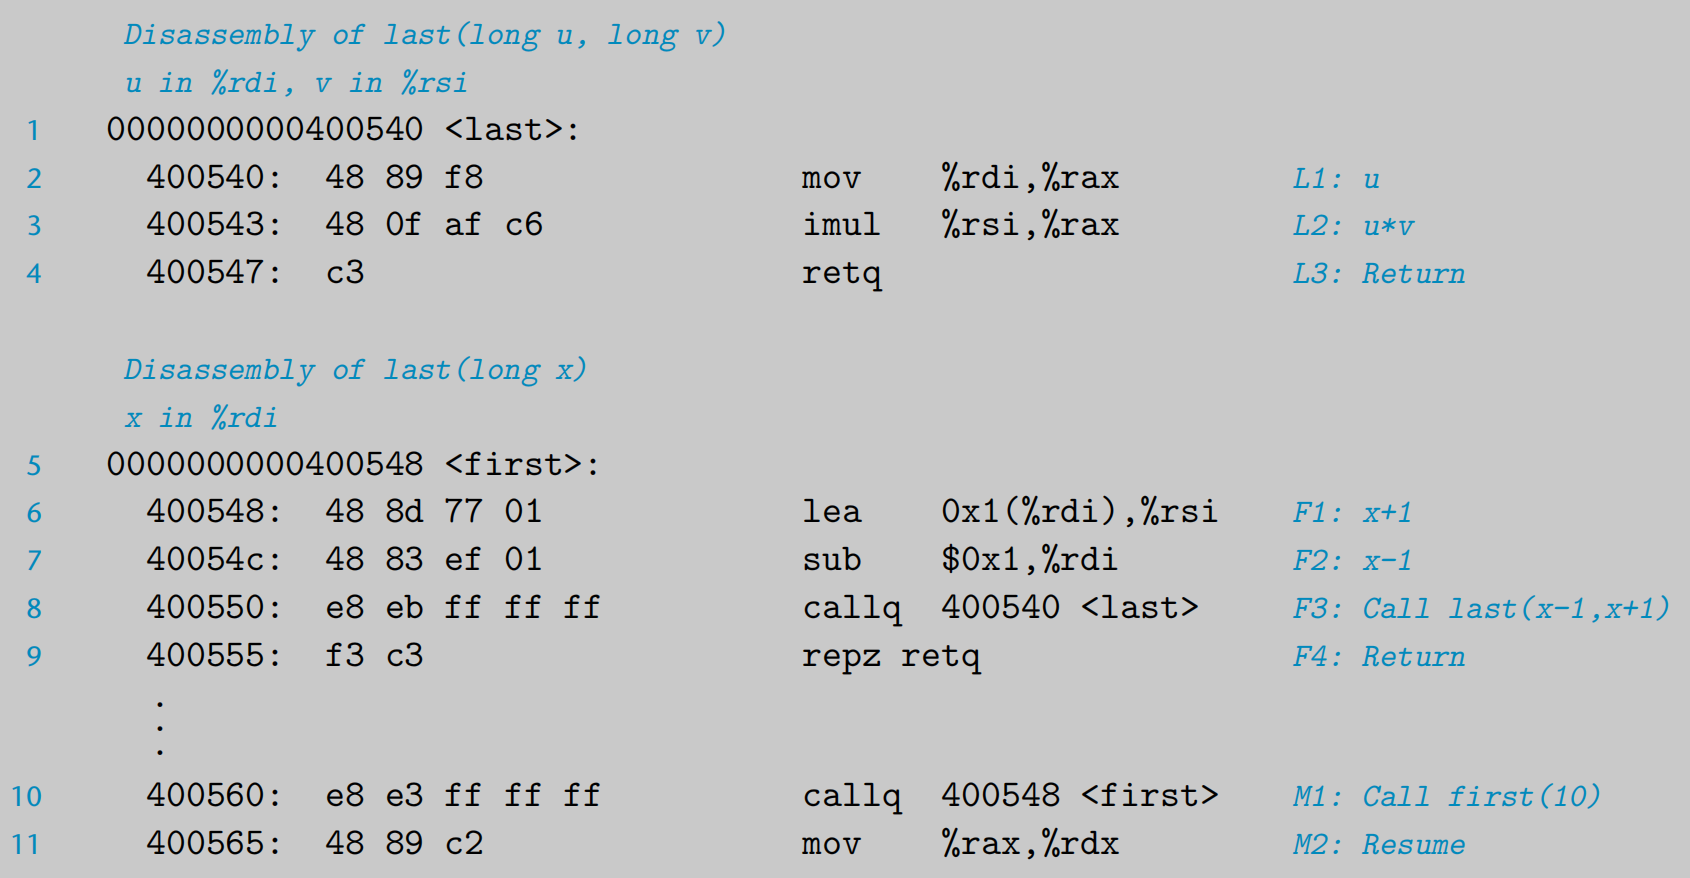 Disassembly of last(long u, long v)
u in %rdi, v in %rsi
1 0000000000400540 <last>:
2 400540: 48 89 f8 mov %rdi,%rax L1: u
3 400543: 48 0f af c6 imul %rsi,%rax L2: u*v
4 400547: c3 retq L3: Return
Disassembly of last(long x)
x in %rdi
5 0000000000400548 <first>:
6 400548: 48 8d 77 01 lea 0x1(%rdi),%rsi F1: x+1
7 40054c: 48 83 ef 01 sub $0x1,%rdi F2: x-1
8 400550: e8 eb ff ff ff callq 400540 <last> F3: Call last(x-1,x+1)
9 400555: f3 c3 repz retq F4: Return
.
.
.
10 400560: e8 e3 ff ff ff callq 400548 <first> M1: Call first(10)
11 400565: 48 89 c2 mov %rax,%rdx M2: Resume